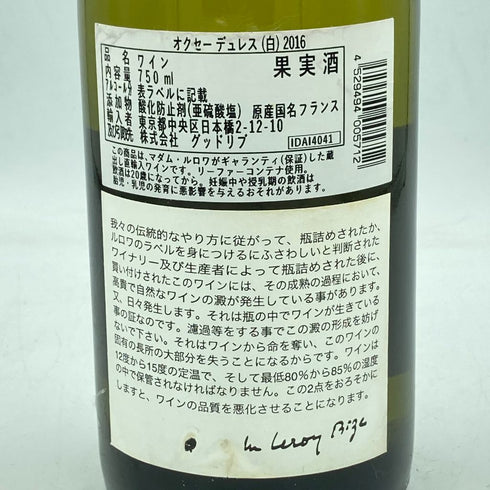 オクセー デュレス (白) 2016
品名 ワイン
果実酒
内容量 750 ml
アルコール分 表ラベルに記載
添加物 酸化防止剤(亜硫酸塩) 原産国名フランス
輸入者 東京都中央区日本橋2-12-10
及び引取先 株式会社 グッドリブ
IDAI4041
4 529494 005712
この商品は、マダム・ルロワがギャランティ(保証)した蔵
出し直輸入ワインです。リーファーコンテナ使用。
飲酒は20歳になってから。妊娠中や授乳期の飲酒は
胎児・乳児の発育に悪影響を与えるおそれがあります。
我々の伝統的なやり方に従がって、瓶詰めされたか、
ルロワのラベルを身につけるにふさわしいと判断された
ワイナリー及び生産者によって瓶詰された後に、
買い付けされたこのワインには、その成熟の過程において、
高貴で自然なワインの澱が発生している事があります。
又、日々発生します。それは瓶の中でワインが生きている
事の証なのです。濾過等をする事でこの澱の形成を妨げ
ないで下さい。それはワインから命を奪い、このワインの
固有の長所の大部分を失うことになるからです。ワインは
12度から15度の定温で、そして最低80%から85%の湿度
の中で保管されなければなりません。この2点をおろそかに
しますと、ワインの品質を悪化させることになります。
Leroy Bize